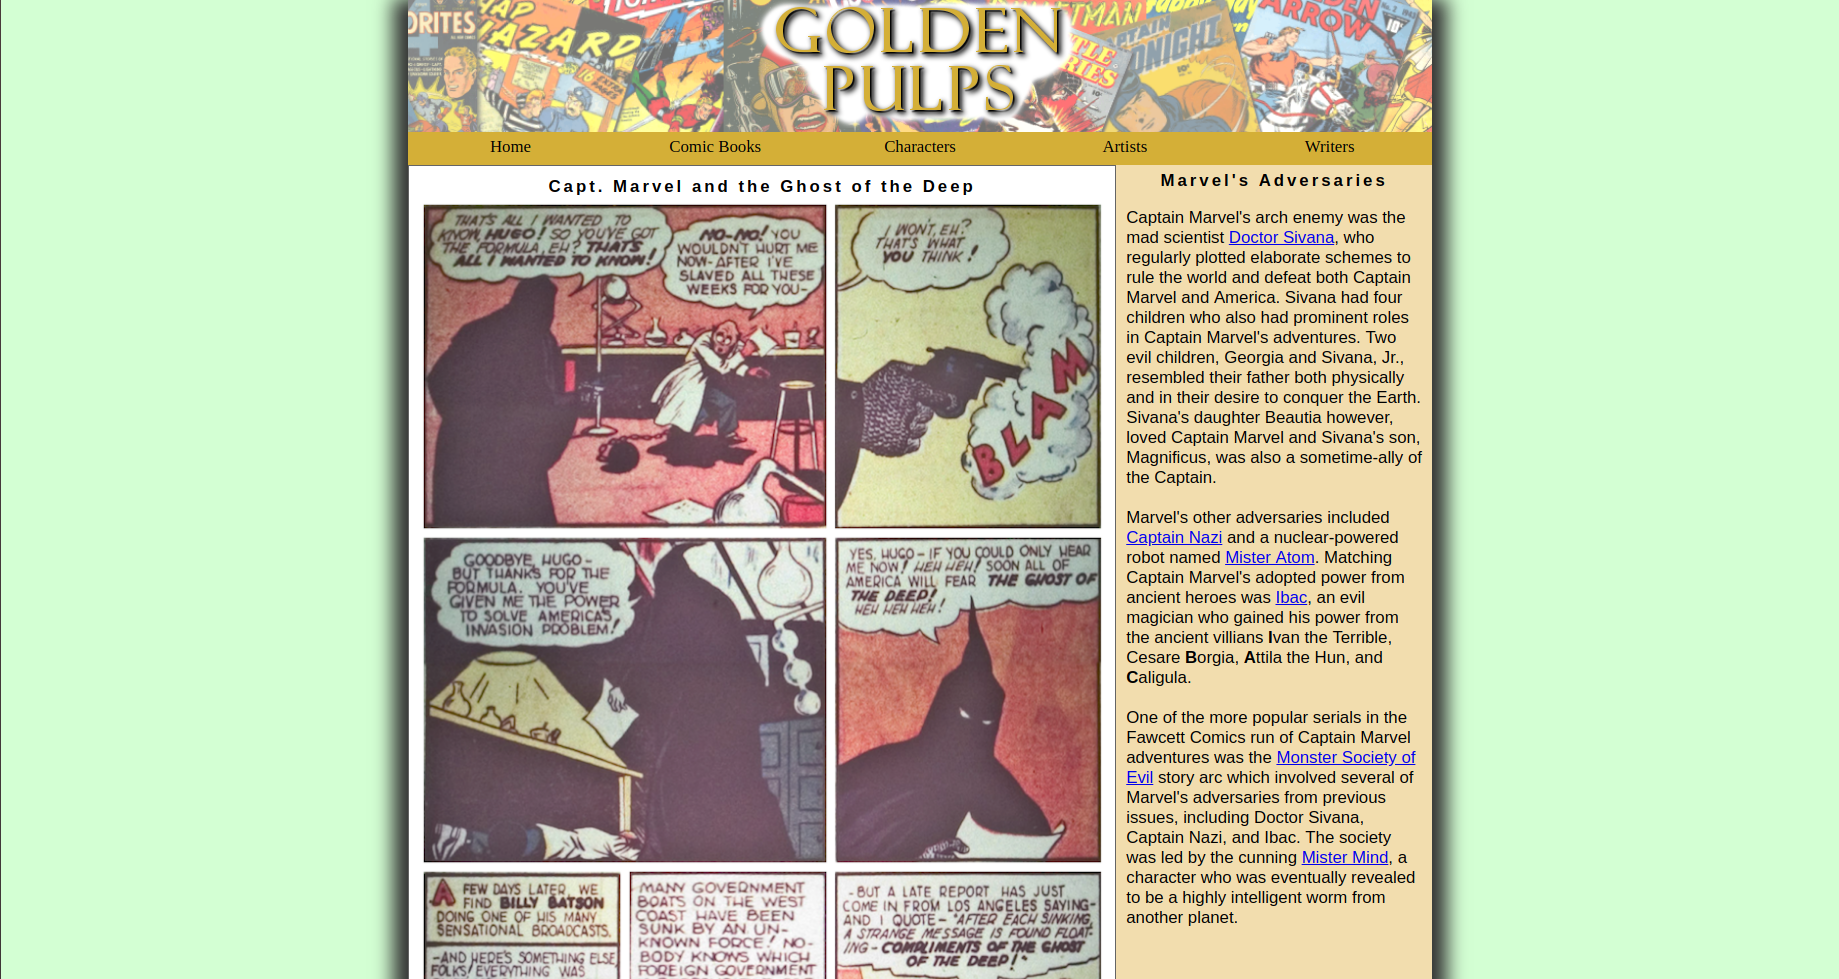 ORITES
HAZARD
GOLDEN
PULPS
TMAN
MIDNIGHT
ARROW
No. 2
10¢
Home
Comic Books
Characters
Artists
Writers
Capt. Marvel and the Ghost of the Deep
THAT'S ALL I WANTED TO
KNOW, HUGO! SO YOU'VE GOT
THE FORMULA, EH? THAT'S
ALL I WANTED TO KNOW!
NO-NO! YOU
WOULDN'T HURT ME
NOW-AFTER I'VE
SLAVED ALL THESE
WEEKS FOR YOU-
I WON'T, EH?
THAT'S WHAT
YOU THINK!
BLAM
GOODBYE, HUGO-
BUT THANKS FOR THE
FORMULA. YOU'VE
GIVEN ME THE POWER
TO SOLVE AMERICA'S
INVASION PROBLEM!
YES, HUGO-IF YOU COULD ONLY HEAR
ME NOW! HEH HEH! SOON ALL OF
AMERICA WILL FEAR THE GHOST OF
THE DEEP!
HEH HEH HEH!
A FEW DAYS LATER, WE
FIND BILLY BATSON
DOING ONE OF HIS MANY
SENSATIONAL BROADCASTS.
-AND HERE'S SOMETHING ELSE,
FOLKS! EVERYTHING WAS
MANY GOVERNMENT
BOATS ON THE WEST
COAST HAVE BEEN
SUNK BY AN UN-
KNOWN FORCE! NO-
BODY KNOWS WHICH
FOREIGN GOVERNMENT
-BUT A LATE REPORT HAS JUST
COME IN FROM LOS ANGELES SAYING-
AND I QUOTE- "AFTER EACH SINKING,
A STRANGE MESSAGE IS FOUND FLOAT-
ING- COMPLIMENTS OF THE GHOST
OF THE DEEP!"
Marvel's Adversaries
Captain Marvel's arch enemy was the
mad scientist Doctor Sivana, who
regularly plotted elaborate schemes to
rule the world and defeat both Captain
Marvel and America. Sivana had four
children who also had prominent roles
in Captain Marvel's adventures. Two
evil children, Georgia and Sivana, Jr.,
resembled their father both physically
and in their desire to conquer the Earth.
Sivana's daughter Beautia however,
loved Captain Marvel and Sivana's son,
Magnificus, was also a sometime-ally of
the Captain.
Marvel's other adversaries included
Captain Nazi and a nuclear-powered
robot named Mister Atom. Matching
Captain Marvel's adopted power from
ancient heroes was Ibac, an evil
magician who gained his power from
the ancient villians Ivan the Terrible,
Cesare Borgia, Attila the Hun, and
Caligula.
One of the more popular serials in the
Fawcett Comics run of Captain Marvel
adventures was the Monster Society of
Evil story arc which involved several of
Marvel's adversaries from previous
issues, including Doctor Sivana,
Captain Nazi, and Ibac. The society
was led by the cunning Mister Mind, a
character who was eventually revealed
to be a highly intelligent worm from
another planet.